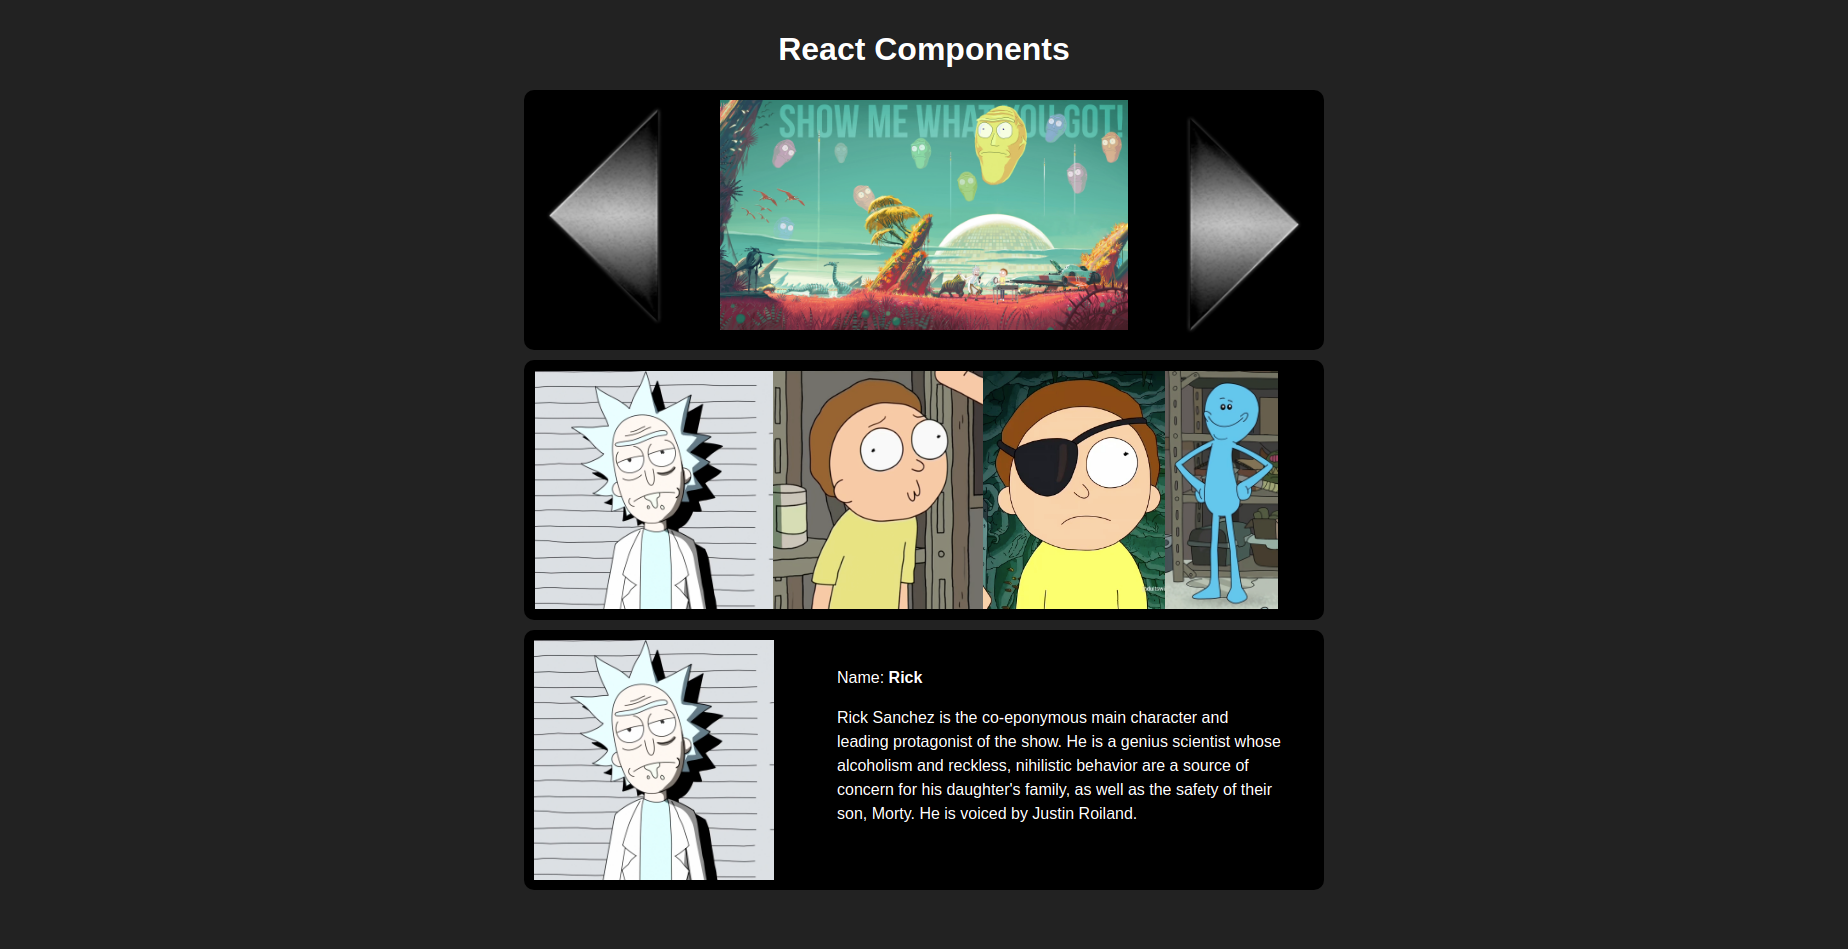 React Components
SHOW ME WHAT YOU GOT!
Name: Rick
Rick Sanchez is the co-eponymous main character and
leading protagonist of the show. He is a genius scientist whose
alcoholism and reckless, nihilistic behavior are a source of
concern for his daughter's family, as well as the safety of their
son, Morty. He is voiced by Justin Roiland.